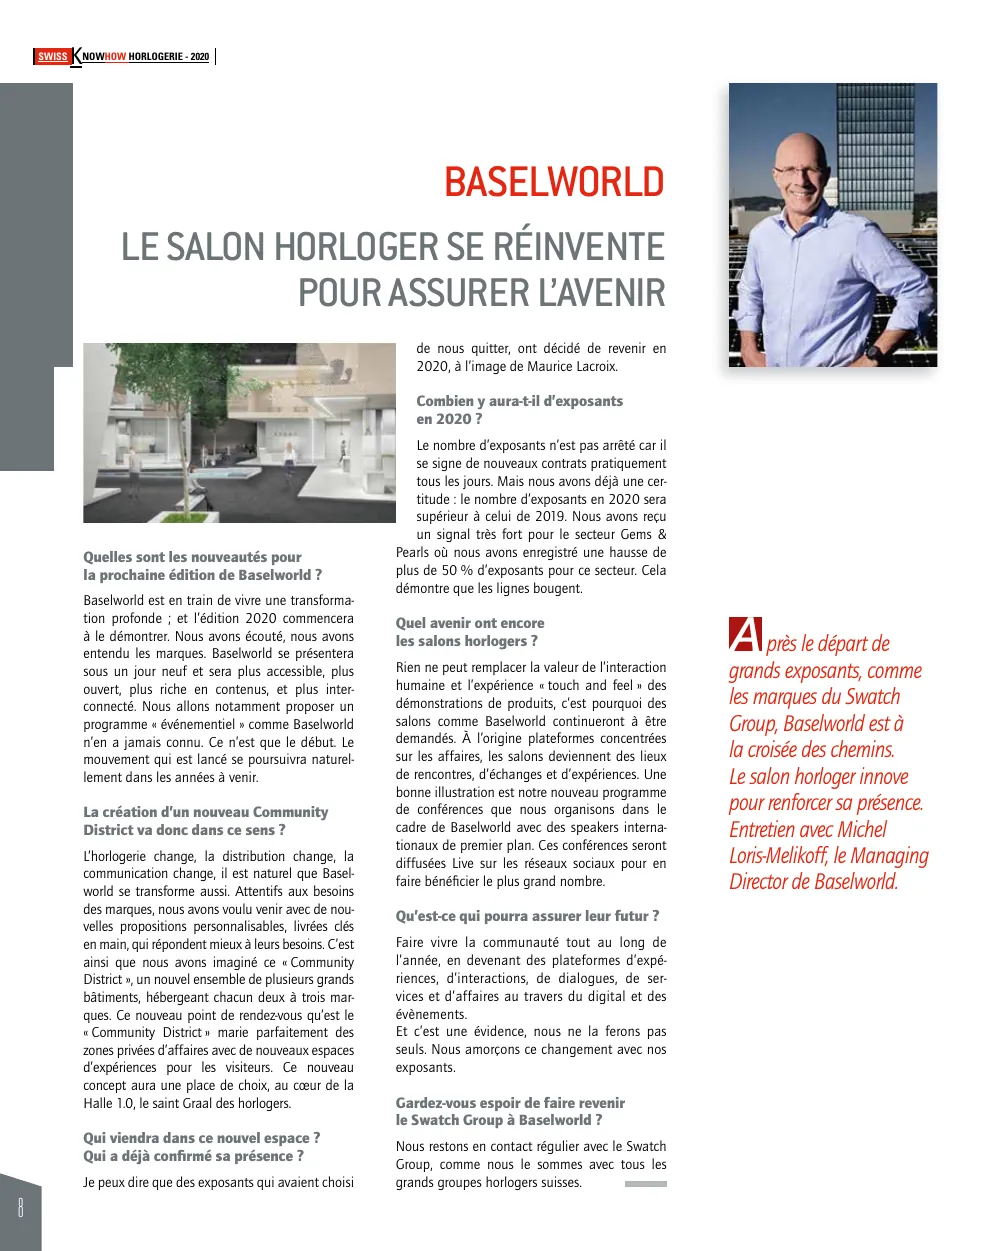 SWISS KNOWHOW HORLOGERIE - 2020
BASELWORLD
LE SALON HORLOGER SE RÉINVENTE
POUR ASSURER L’AVENIR
Quelles sont les nouveautés pour
la prochaine édition de Baselworld ?
Baselworld est en train de vivre une transforma-
tion profonde ; et l’édition 2020 commencera
à le démontrer. Nous avons écouté, nous avons
entendu les marques. Baselworld se présentera
sous un jour neuf et sera plus accessible, plus
ouvert, plus riche en contenus, et plus inter-
connecté. Nous allons notamment proposer un
programme « événementiel » comme Baselworld
n’en a jamais connu. Ce n’est que le début. Le
mouvement qui est lancé se poursuivra naturel-
lement dans les années à venir.
La création d’un nouveau Community
District va donc dans ce sens ?
L’horlogerie change, la distribution change, la
communication change, il est naturel que Basel-
world se transforme aussi. Attentifs aux besoins
des marques, nous avons voulu venir avec de nou-
velles propositions personnalisables, livrées clés
en main, qui répondent mieux à leurs besoins. C’est
ainsi que nous avons imaginé ce « Community
District », un nouvel ensemble de plusieurs grands
bâtiments, hébergeant chacun deux à trois mar-
ques. Ce nouveau point de rendez-vous qu’est le
« Community District » marie parfaitement des
zones privées d’affaires avec de nouveaux espaces
d’expériences pour les visiteurs. Ce nouveau
concept aura une place de choix, au cœur de la
Halle 1.0, le saint Graal des horlogers.
Qui viendra dans ce nouvel espace ?
Qui a déjà confirmé sa présence ?
Je peux dire que des exposants qui avaient choisi
de nous quitter, ont décidé de revenir en
2020, à l’image de Maurice Lacroix.
Combien y aura-t-il d’exposants
en 2020 ?
Le nombre d’exposants n’est pas arrêté car il
se signe de nouveaux contrats pratiquement
tous les jours. Mais nous avons déjà une cer-
titude : le nombre d’exposants en 2020 sera
supérieur à celui de 2019. Nous avons reçu
un signal très fort pour le secteur Gems &
Pearls où nous avons enregistré une hausse de
plus de 50 % d’exposants pour ce secteur. Cela
démontre que les lignes bougent.
Quel avenir ont encore
les salons horlogers ?
Rien ne peut remplacer la valeur de l’interaction
humaine et l’expérience « touch and feel » des
démonstrations de produits, c’est pourquoi des
salons comme Baselworld continueront à être
demandés. À l’origine plateformes concentrées
sur les affaires, les salons deviennent des lieux
de rencontres, d’échanges et d’expériences. Une
bonne illustration est notre nouveau programme
de conférences que nous organisons dans le
cadre de Baselworld avec des speakers interna-
tionaux de premier plan. Ces conférences seront
diffusées Live sur les réseaux sociaux pour en
faire bénéficier le plus grand nombre.
Qu’est-ce qui pourra assurer leur futur ?
Faire vivre la communauté tout au long de
l’année, en devenant des plateformes d’expé-
riences, d’interactions, de dialogues, de ser-
vices et d’affaires au travers du digital et des
évènements.
Et c’est une évidence, nous ne la ferons pas
seuls. Nous amorçons ce changement avec nos
exposants.
Gardez-vous espoir de faire revenir
le Swatch Group à Baselworld ?
Nous restons en contact régulier avec le Swatch
Group, comme nous le sommes avec tous les
grands groupes horlogers suisses.
Après le départ de
grands exposants, comme
les marques du Swatch
Group, Baselworld est à
la croisée des chemins.
Le salon horloger innove
pour renforcer sa présence.
Entretien avec Michel
Loris-Melikoff, le Managing
Director de Baselworld.
8